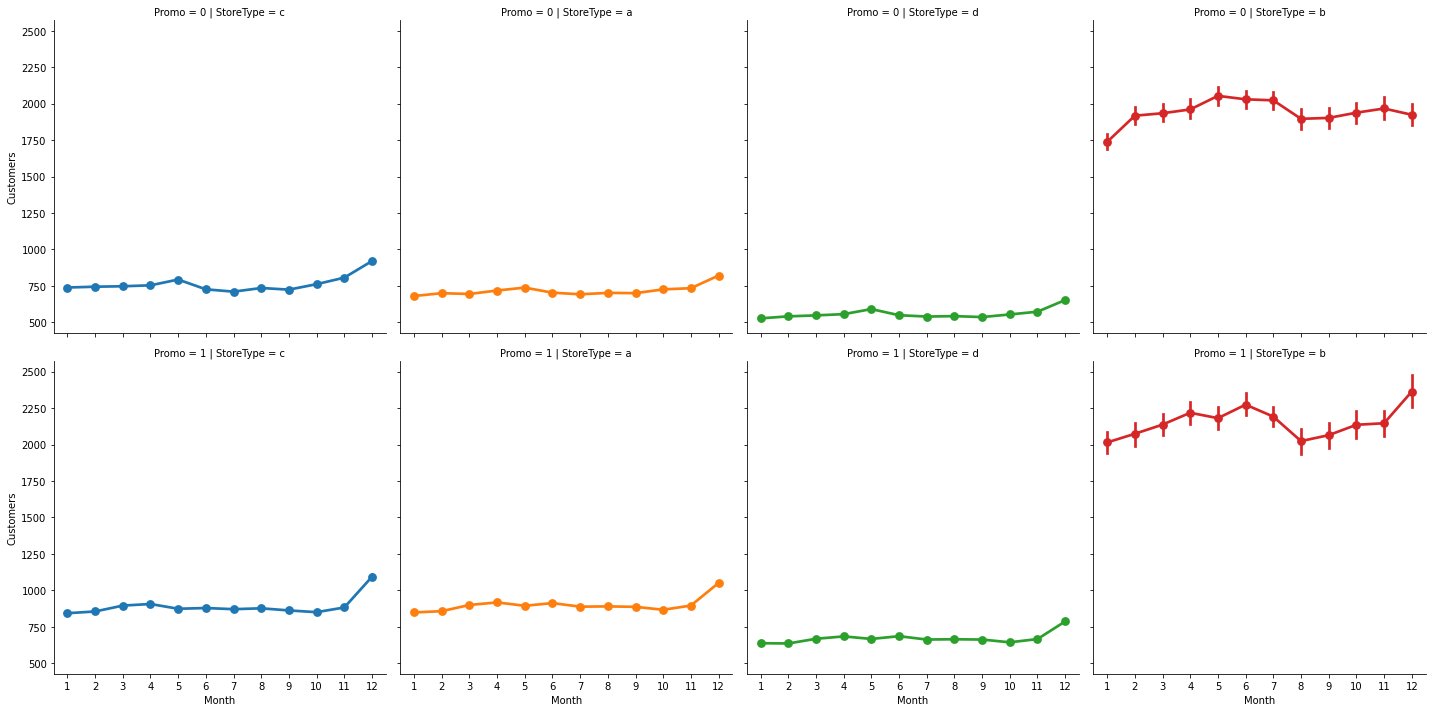 Promo = 0 | StoreType = c
Promo = 0 | StoreType = a
Promo = 0 | StoreType = d
Promo = 0 | StoreType = b
2500
2250
2000
1750
1500
1250
1000
750
500
Customers
Promo = 1 | StoreType = c
Promo = 1 | StoreType = a
Promo = 1 | StoreType = d
Promo = 1 | StoreType = b
2500
2250
2000
1750
1500
1250
1000
750
500
Customers
1 2 3 4 5 6 7 8 9 10 11 12
1 2 3 4 5 6 7 8 9 10 11 12
1 2 3 4 5 6 7 8 9 10 11 12
1 2 3 4 5 6 7 8 9 10 11 12
Month
Month
Month
Month